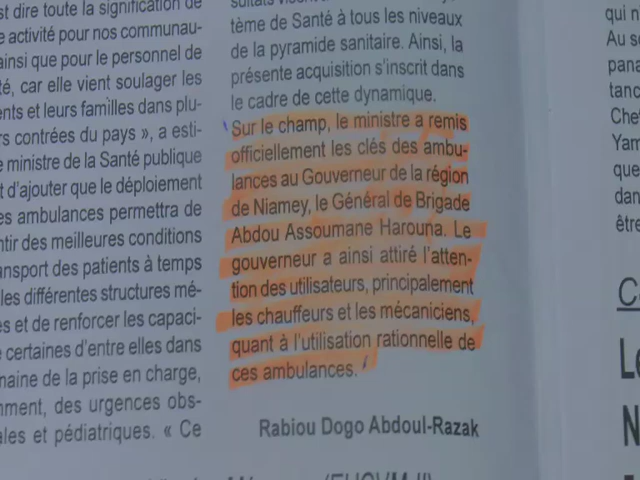 st dire toute la signification de
e activité pour nos communau-
ainsi que pour le personnel de
té, car elle vient soulager les
ents et leurs familles dans plu-
rs contrées du pays », a esti-
e ministre de la Santé publique
t d'ajouter que le déploiement
es ambulances permettra de
ntir des meilleures conditions
ansport des patients à temps
les différentes structures mé-
es et de renforcer les capaci-
e certaines d'entre elles dans
maine de la prise en charge,
mment, des urgences obs-
ales et pédiatriques. « Ce
tème de Santé à tous les niveaux
de la pyramide sanitaire. Ainsi, la
présente acquisition s'inscrit dans
le cadre de cette dynamique.
Sur le champ, le ministre a remis
officiellement les clés des ambu-
lances au Gouverneur de la région
de Niamey, le Général de Brigade
Abdou Assoumane Harouna. Le
gouverneur a ainsi attiré l'atten-
tion des utilisateurs, principalement
les chauffeurs et les mécaniciens,
quant à l'utilisation rationnelle de
ces ambulances.
Rabiou Dogo Abdoul-Razak
qui n
Au s
pana
tanc
Che
Yam
que
dan
être
C
L
N